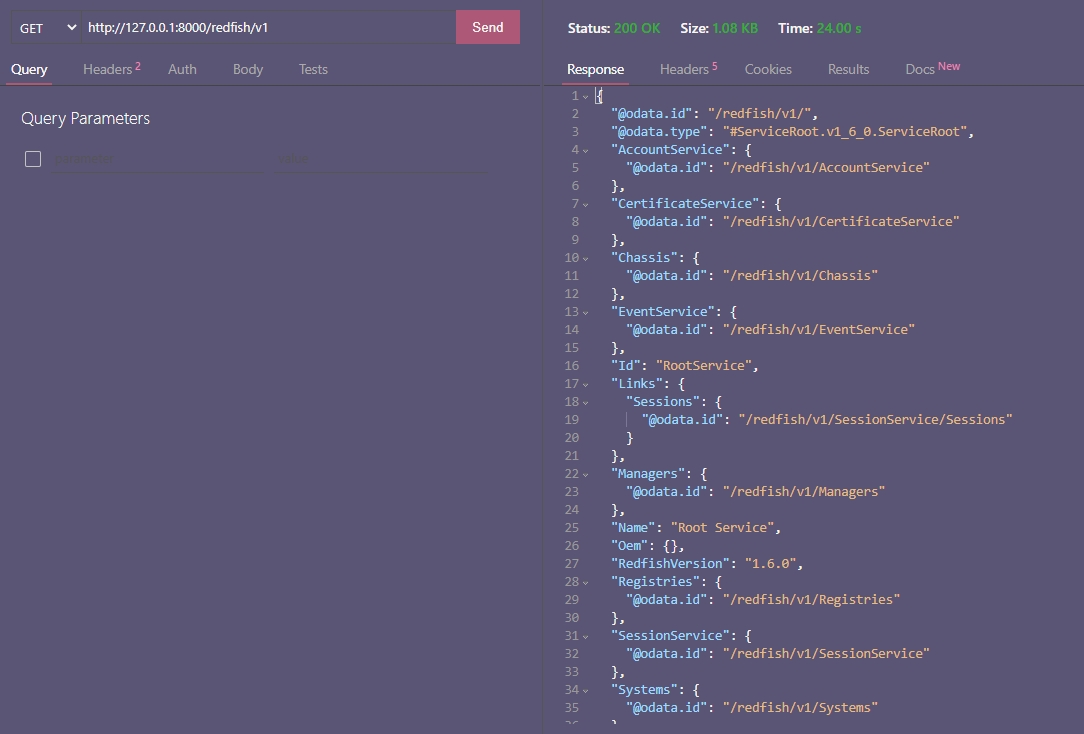 GET http://127.0.0.1:8000/redfish/v1 Send
Query Headers 2 Auth Body Tests
Query Parameters
parameter value
Status: 200 OK Size: 1.08 KB Time: 24.00 s
Response Headers 5 Cookies Results Docs New
1 {
2 "@odata.id": "/redfish/v1/",
3 "@odata.type": "#ServiceRoot.v1_6_0.ServiceRoot",
4 "AccountService": {
5 "@odata.id": "/redfish/v1/AccountService"
6 },
7 "CertificateService": {
8 "@odata.id": "/redfish/v1/CertificateService"
9 },
10 "Chassis": {
11 "@odata.id": "/redfish/v1/Chassis"
12 },
13 "EventService": {
14 "@odata.id": "/redfish/v1/EventService"
15 },
16 "Id": "RootService",
17 "Links": {
18 "Sessions": {
19 "@odata.id": "/redfish/v1/SessionService/Sessions"
20 }
21 },
22 "Managers": {
23 "@odata.id": "/redfish/v1/Managers"
24 },
25 "Name": "Root Service",
26 "Oem": {},
27 "RedfishVersion": "1.6.0",
28 "Registries": {
29 "@odata.id": "/redfish/v1/Registries"
30 },
31 "SessionService": {
32 "@odata.id": "/redfish/v1/SessionService"
33 },
34 "Systems": {
35 "@odata.id": "/redfish/v1/Systems"